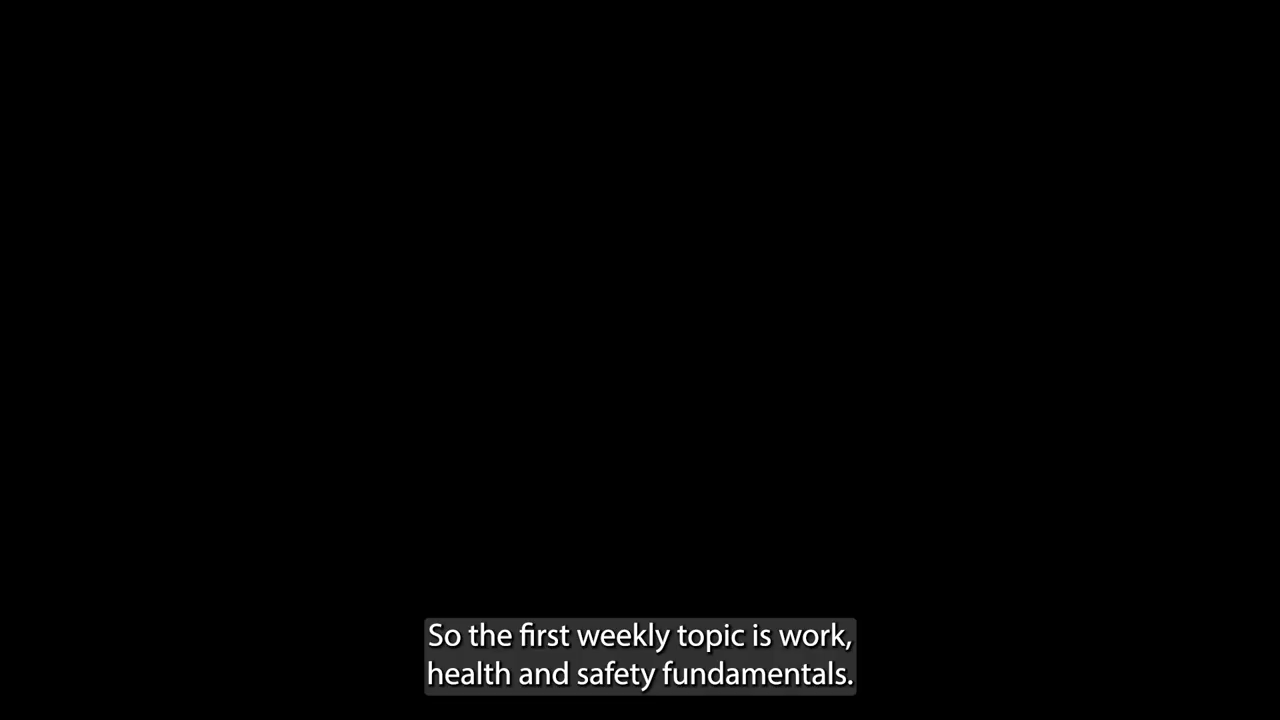 So the first weekly topic is work,
health and safety fundamentals.